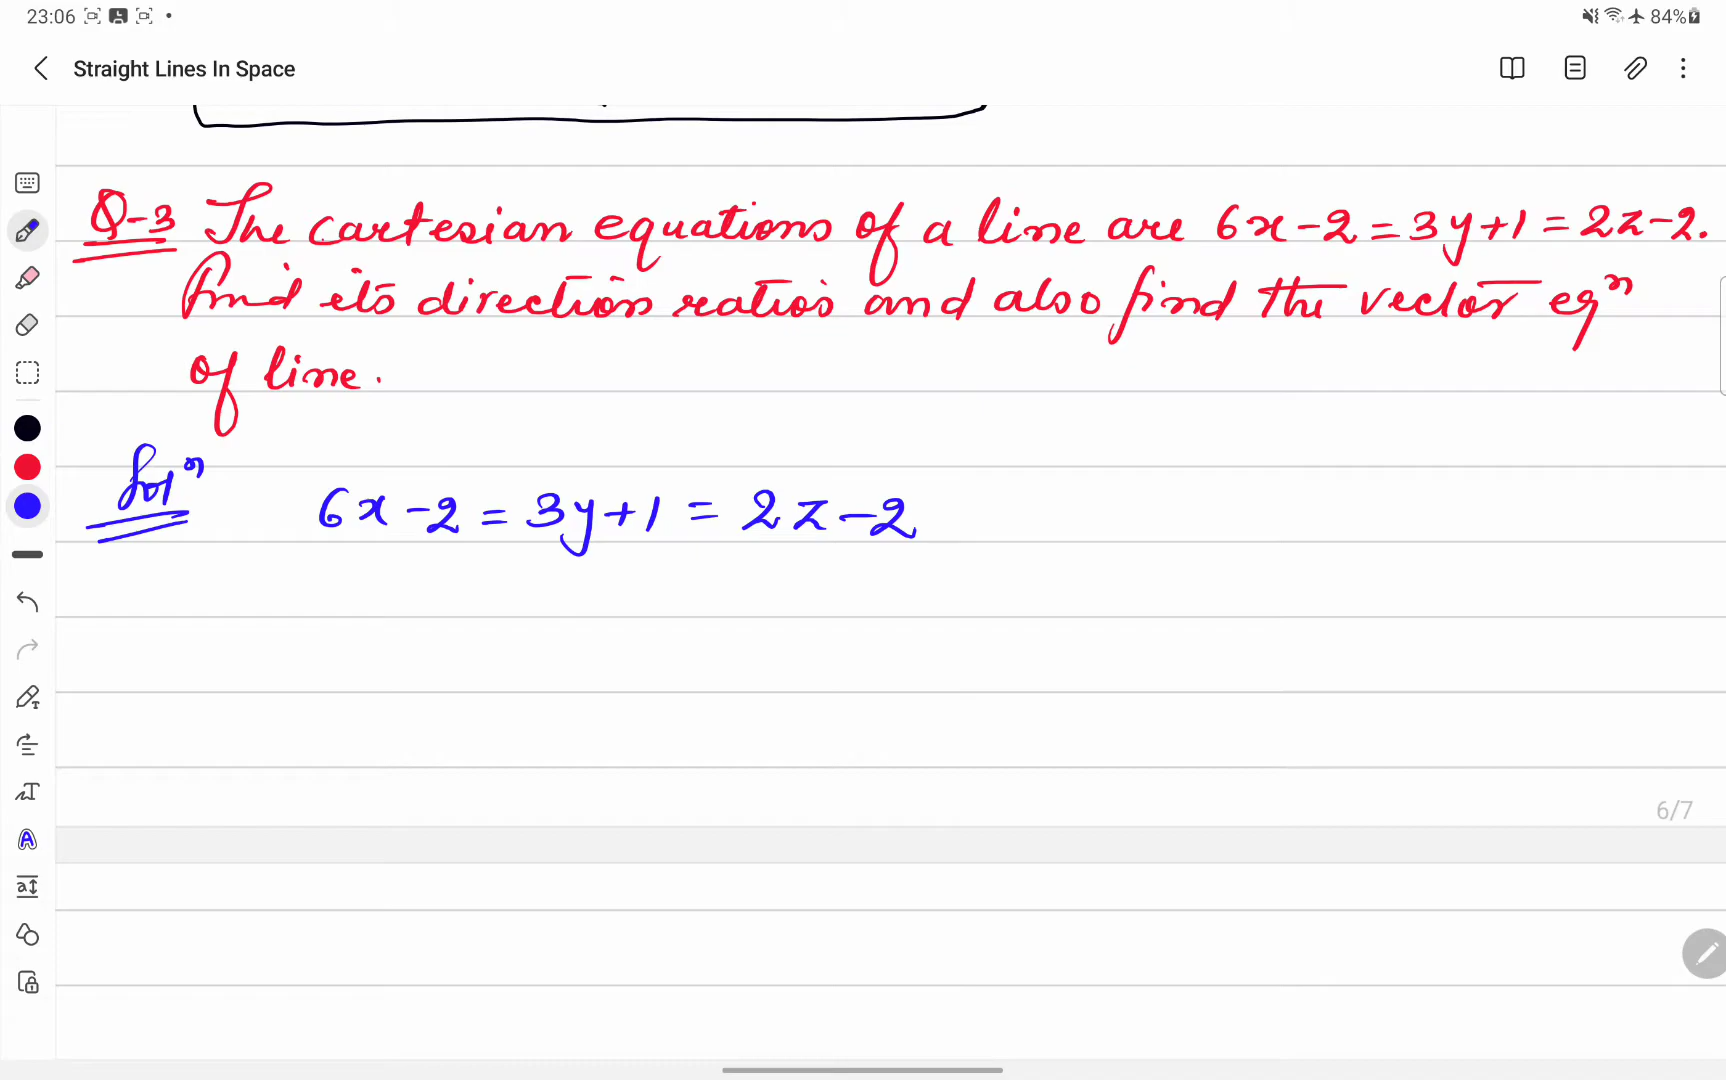 23:06
84%
Straight Lines In Space
Q-3 The cartesian equations of a line are 6x-2=3y+1=2z-2.
find its direction ratios and also find the vector eqⁿ
of line.
Solⁿ 6x-2=3y+1=2z-2
6/7